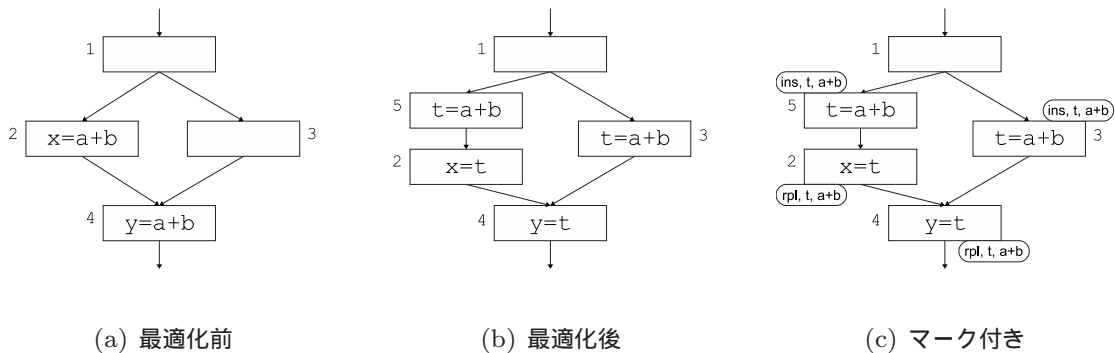 1
2
x=a+b
3
4
y=a+b
(a) 最適化前
1
5
t=a+b
t=a+b
3
2
x=t
4
y=t
(b) 最適化後
1
ins, t, a+b
5
t=a+b
ins, t, a+b
t=a+b
3
2
x=t
rpl, t, a+b
4
y=t
rpl, t, a+b
(c) マーク付き